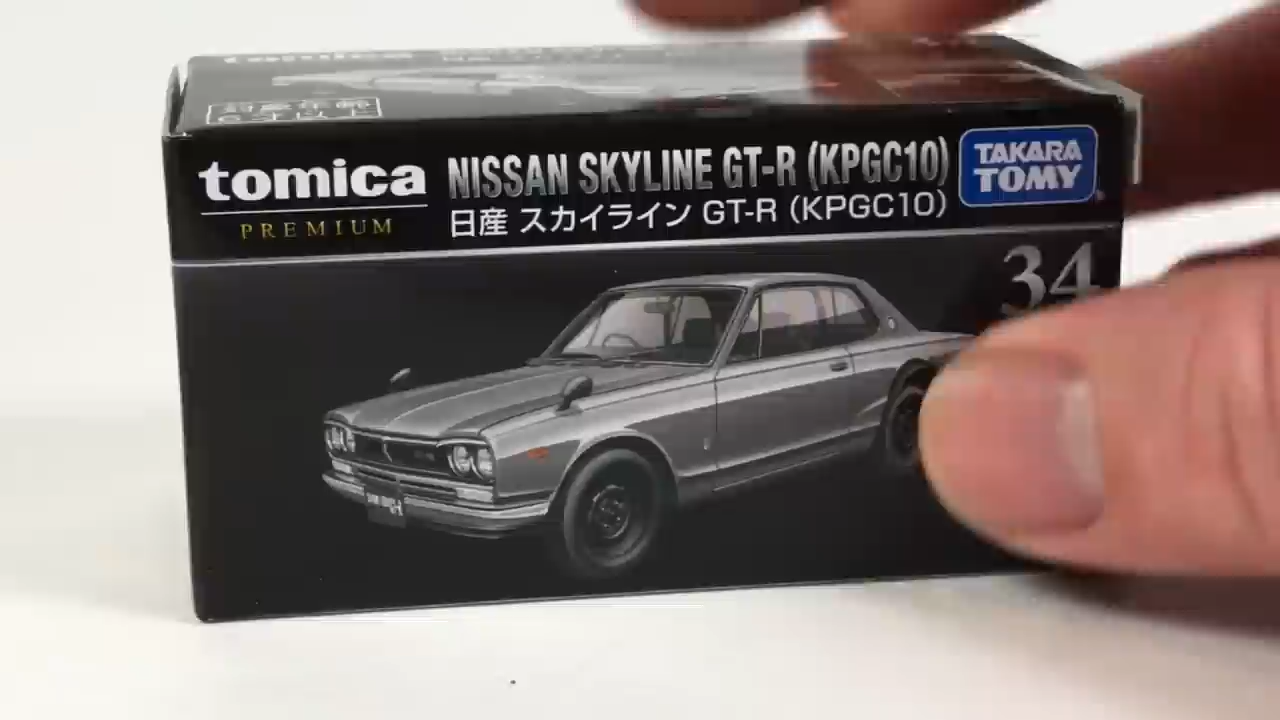 tomica
PREMIUM
NISSAN SKYLINE GT-R (KPGC10)
日産 スカイライン GT-R (KPGC10)
TAKARA
TOMY
34